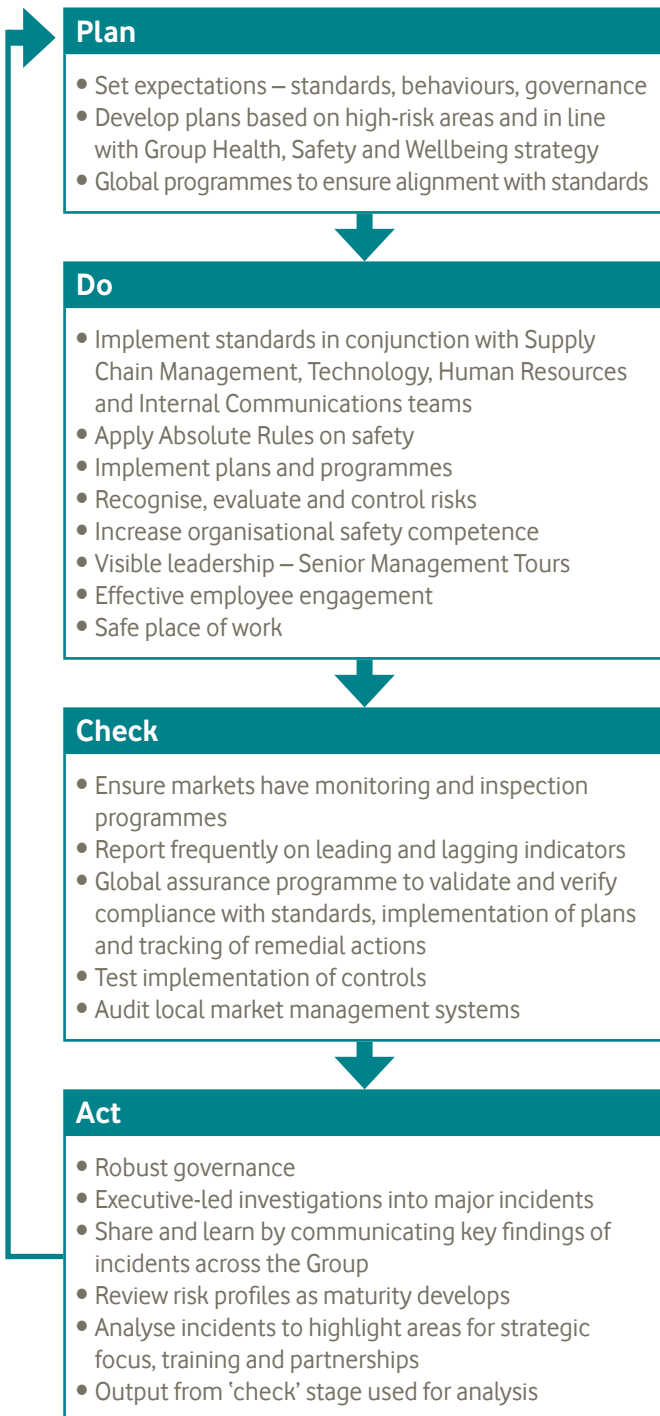 Plan
• Set expectations – standards, behaviours, governance
• Develop plans based on high-risk areas and in line
with Group Health, Safety and Wellbeing strategy
• Global programmes to ensure alignment with standards
Do
• Implement standards in conjunction with Supply
Chain Management, Technology, Human Resources
and Internal Communications teams
• Apply Absolute Rules on safety
• Implement plans and programmes
• Recognise, evaluate and control risks
• Increase organisational safety competence
• Visible leadership – Senior Management Tours
• Effective employee engagement
• Safe place of work
Check
• Ensure markets have monitoring and inspection
programmes
• Report frequently on leading and lagging indicators
• Global assurance programme to validate and verify
compliance with standards, implementation of plans
and tracking of remedial actions
• Test implementation of controls
• Audit local market management systems
Act
• Robust governance
• Executive-led investigations into major incidents
• Share and learn by communicating key findings of
incidents across the Group
• Review risk profiles as maturity develops
• Analyse incidents to highlight areas for strategic
focus, training and partnerships
• Output from ‘check’ stage used for analysis